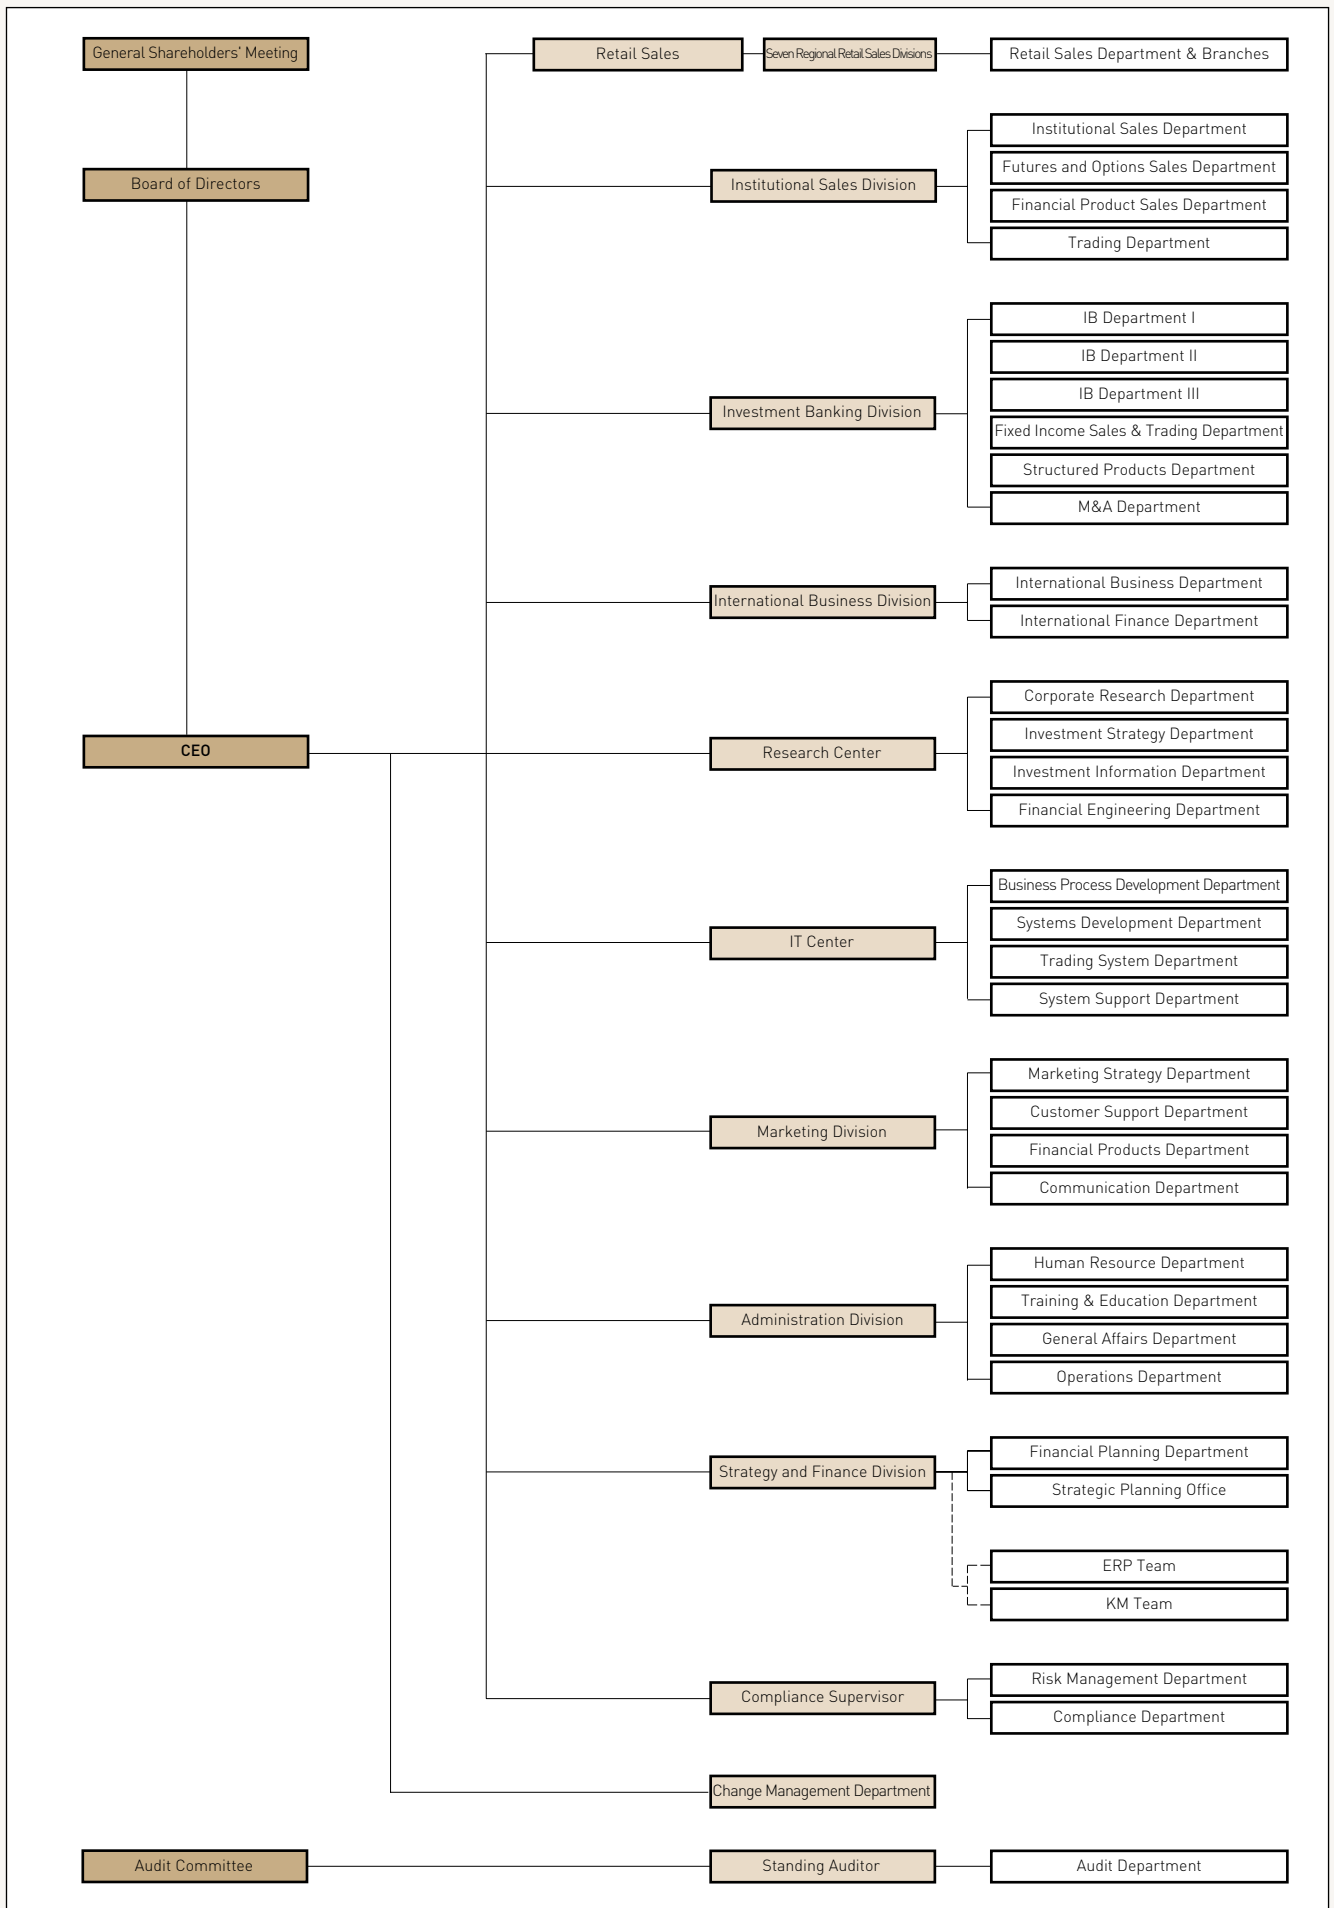 General Shareholders' Meeting
Retail Sales
Seven Regional Retail Sales Divisions
Retail Sales Department & Branches
Board of Directors
Institutional Sales Division
Institutional Sales Department
Futures and Options Sales Department
Financial Product Sales Department
Trading Department
Investment Banking Division
IB Department I
IB Department II
IB Department III
Fixed Income Sales & Trading Department
Structured Products Department
M&A Department
International Business Division
International Business Department
International Finance Department
CEO
Research Center
Corporate Research Department
Investment Strategy Department
Investment Information Department
Financial Engineering Department
IT Center
Business Process Development Department
Systems Development Department
Trading System Department
System Support Department
Marketing Division
Marketing Strategy Department
Customer Support Department
Financial Products Department
Communication Department
Administration Division
Human Resource Department
Training & Education Department
General Affairs Department
Operations Department
Strategy and Finance Division
Financial Planning Department
Strategic Planning Office
ERP Team
KM Team
Compliance Supervisor
Risk Management Department
Compliance Department
Change Management Department
Audit Committee
Standing Auditor
Audit Department